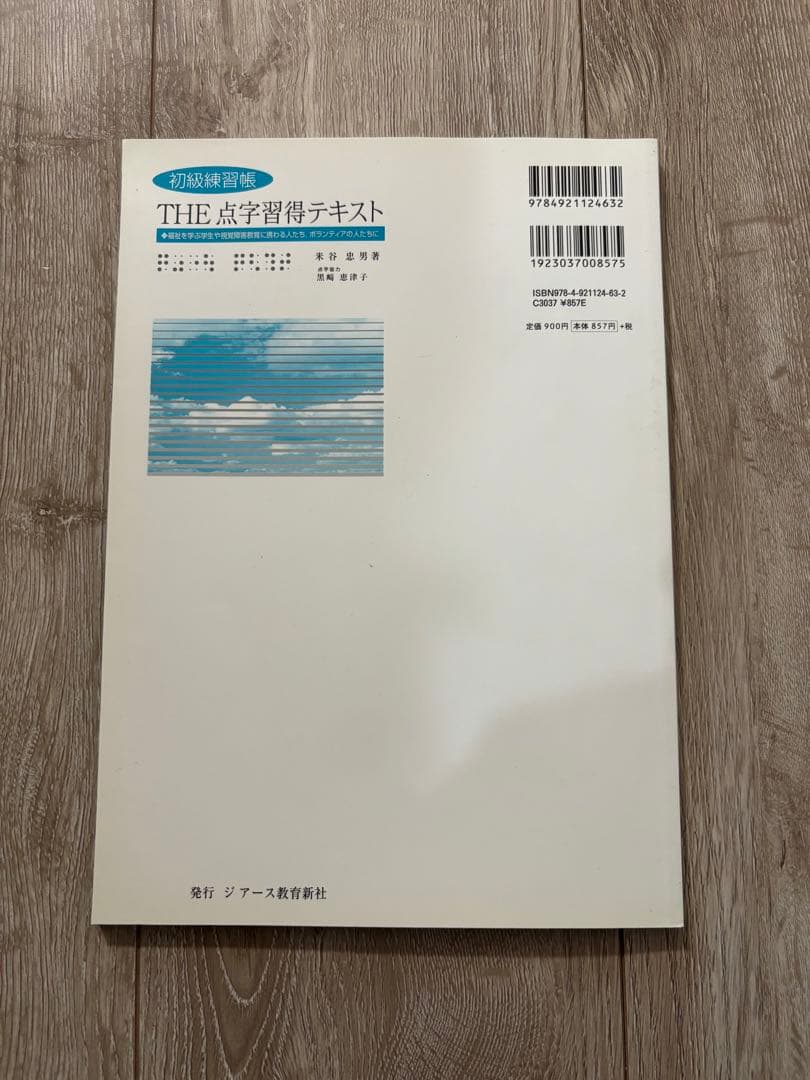 初級練習帳
THE 点字習得テキスト
◆福祉を学ぶ学生や視覚障害教育に携わる人たち，ボランティアの人たちに
米谷 忠男著
点字協力
黒﨑 恵津子
9784921124632
1923037008575
ISBN978-4-921124-63-2
C3037 ¥857E
定価 900円 本体 857円 +税
発行 ジ アース教育新社